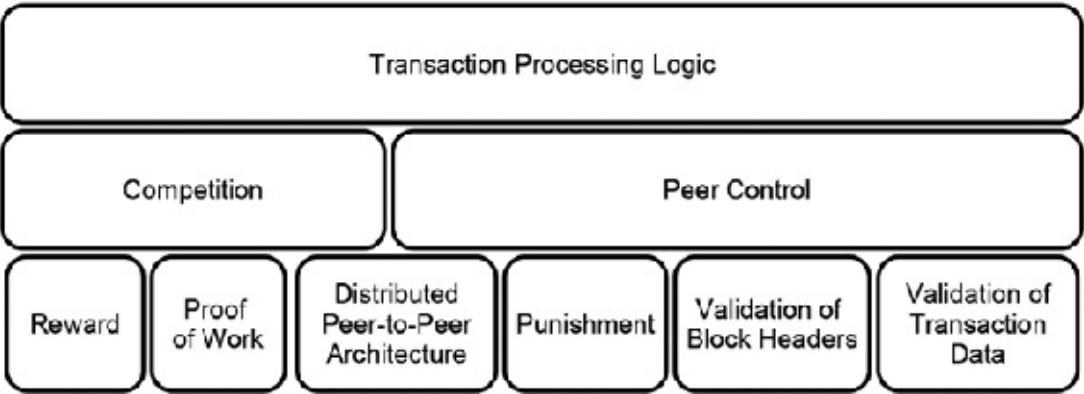 Transaction Processing Logic
Competition
Peer Control
Reward
Proof
of Work
Distributed
Peer-to-Peer
Architecture
Punishment
Validation of
Block Headers
Validation of
Transaction
Data